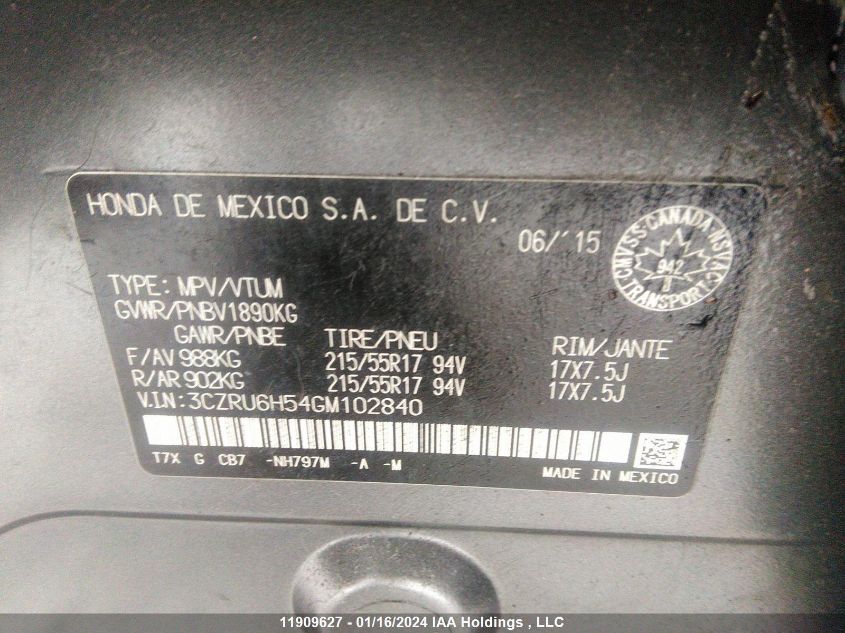 HONDA DE MEXICO S.A. DE C.V.
06/'15
CMVSS·CANADA·NSVAC
942
TRANSPORT
TYPE: MPV/VTUM
GVWR/PNBV1890KG
GAWR/PNBE TIRE/PNEU RIM/JANTE
F/AV 988KG 215/55R17 94V 17X7.5J
R/AR 902KG 215/55R17 94V 17X7.5J
V.I.N:3CZRU6H54GM102840
T7X G CB7 -NH797M -A -M MADE IN MEXICO
11909627 - 01/16/2024 IAA Holdings , LLC